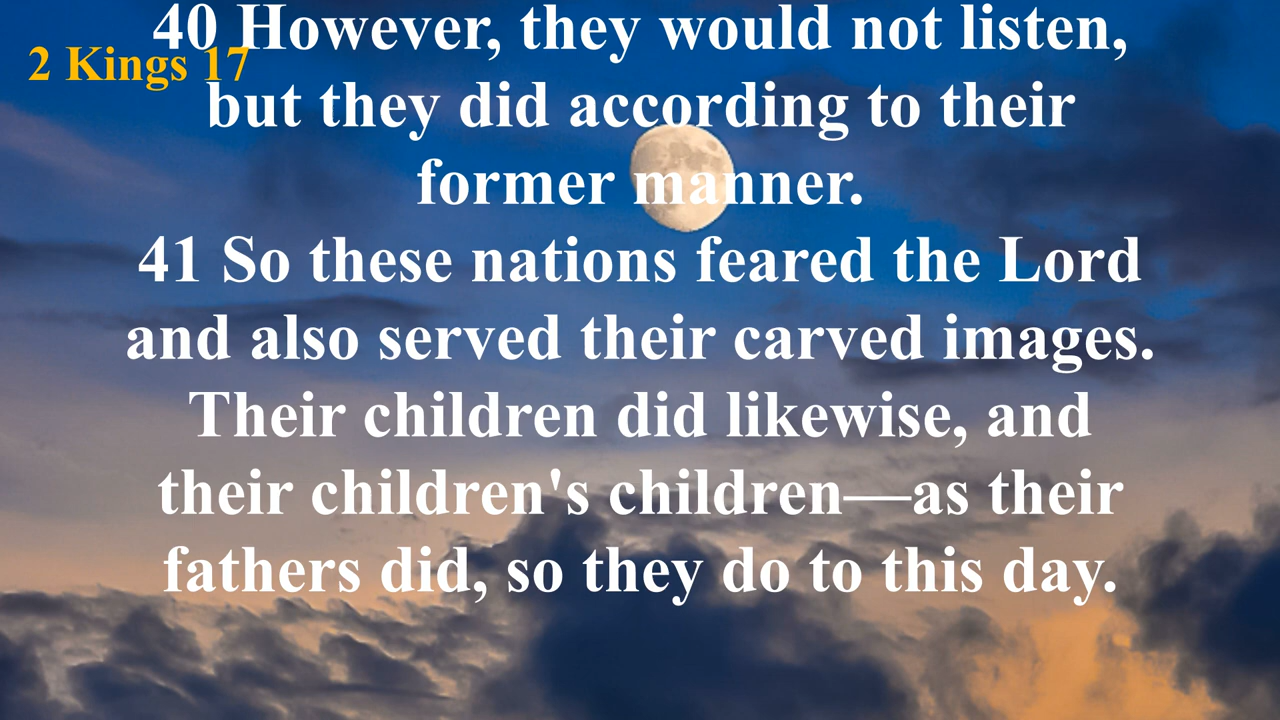 40 However, they would not listen,
2 Kings 17
but they did according to their
former manner.
41 So these nations feared the Lord
and also served their carved images.
Their children did likewise, and
their children's children—as their
fathers did, so they do to this day.